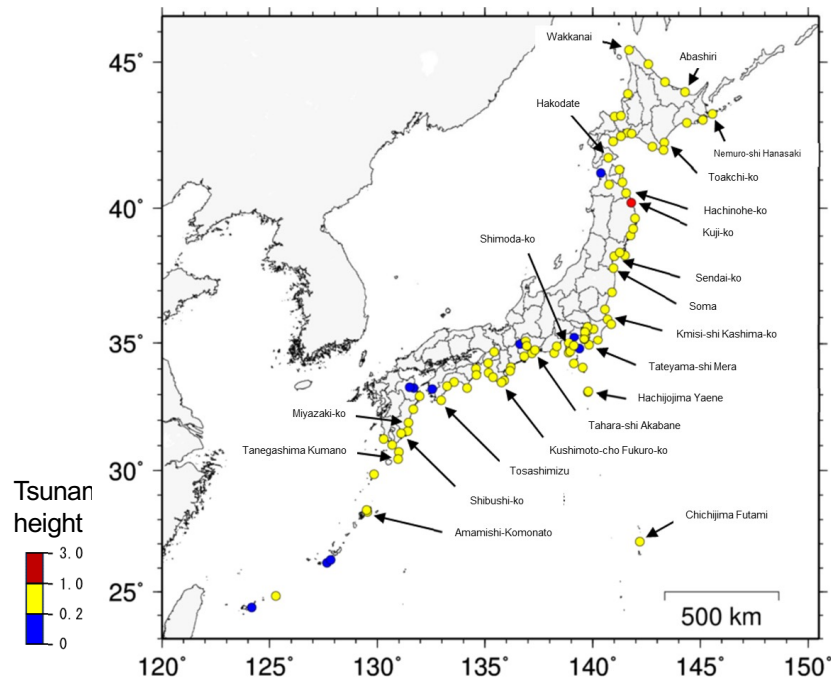 Wakkanai
Abashiri
45°
Hakodate
Nemuro-shi Hanasaki
Toakchi-ko
Hachinohe-ko
40°
Kuji-ko
Shimoda-ko
Sendai-ko
Soma
Kmisi-shi Kashima-ko
35°
Tateyama-shi Mera
Hachijojima Yaene
Miyazaki-ko
Tahara-shi Akabane
Tanegashima Kumano
Kushimoto-cho Fukuro-ko
30°
Tosashimizu
Shibushi-ko
Chichijima Futami
Amamishi-Komonato
Tsunan
height
3.0
1.0
0.2
0
25°
500 km
120° 125° 130° 135° 140° 145° 150°